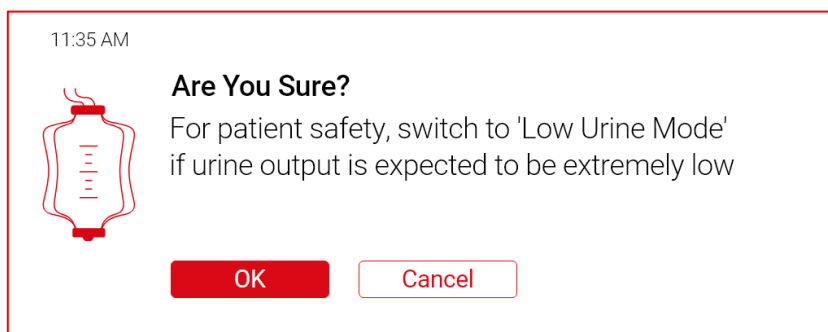 11:35 AM
Are You Sure?
For patient safety, switch to 'Low Urine Mode'
if urine output is expected to be extremely low
OK
Cancel